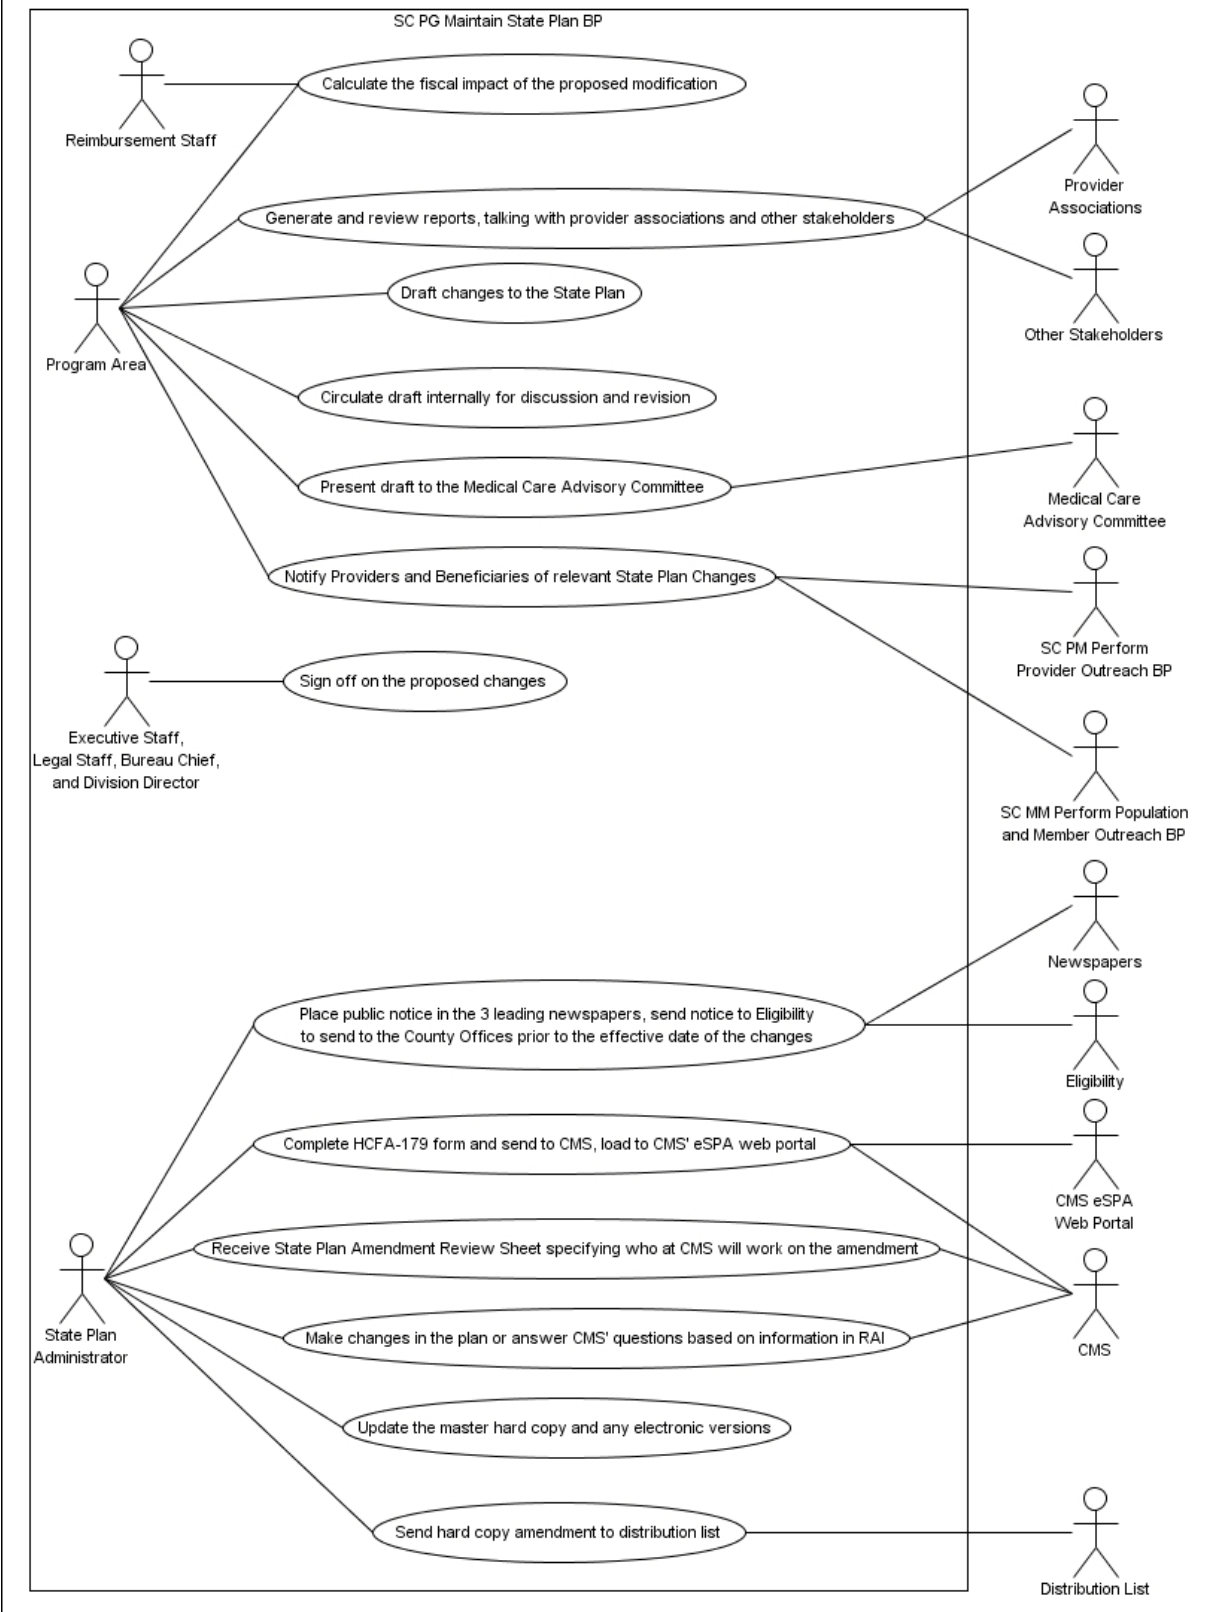 SC PG Maintain State Plan BP
Calculate the fiscal impact of the proposed modification
Reimbursement Staff
Provider
Associations
Generate and review reports, talking with provider associations and other stakeholders
Draft changes to the State Plan
Other Stakeholders
Program Area
Circulate draft internally for discussion and revision
Present draft to the Medical Care Advisory Committee
Medical Care
Advisory Committee
Notify Providers and Beneficiaries of relevant State Plan Changes
SC PM Perform
Provider Outreach BP
Sign off on the proposed changes
Executive Staff,
Legal Staff, Bureau Chief,
and Division Director
SC MM Perform Population
and Member Outreach BP
Newspapers
Place public notice in the 3 leading newspapers, send notice to Eligibility
to send to the County Offices prior to the effective date of the changes
Eligibility
Complete HCFA-179 form and send to CMS, load to CMS' eSPA web portal
CMS eSPA
Web Portal
Receive State Plan Amendment Review Sheet specifying who at CMS will work on the amendment
State Plan
Administrator
Make changes in the plan or answer CMS' questions based on information in RAI
CMS
Update the master hard copy and any electronic versions
Send hard copy amendment to distribution list
Distribution List